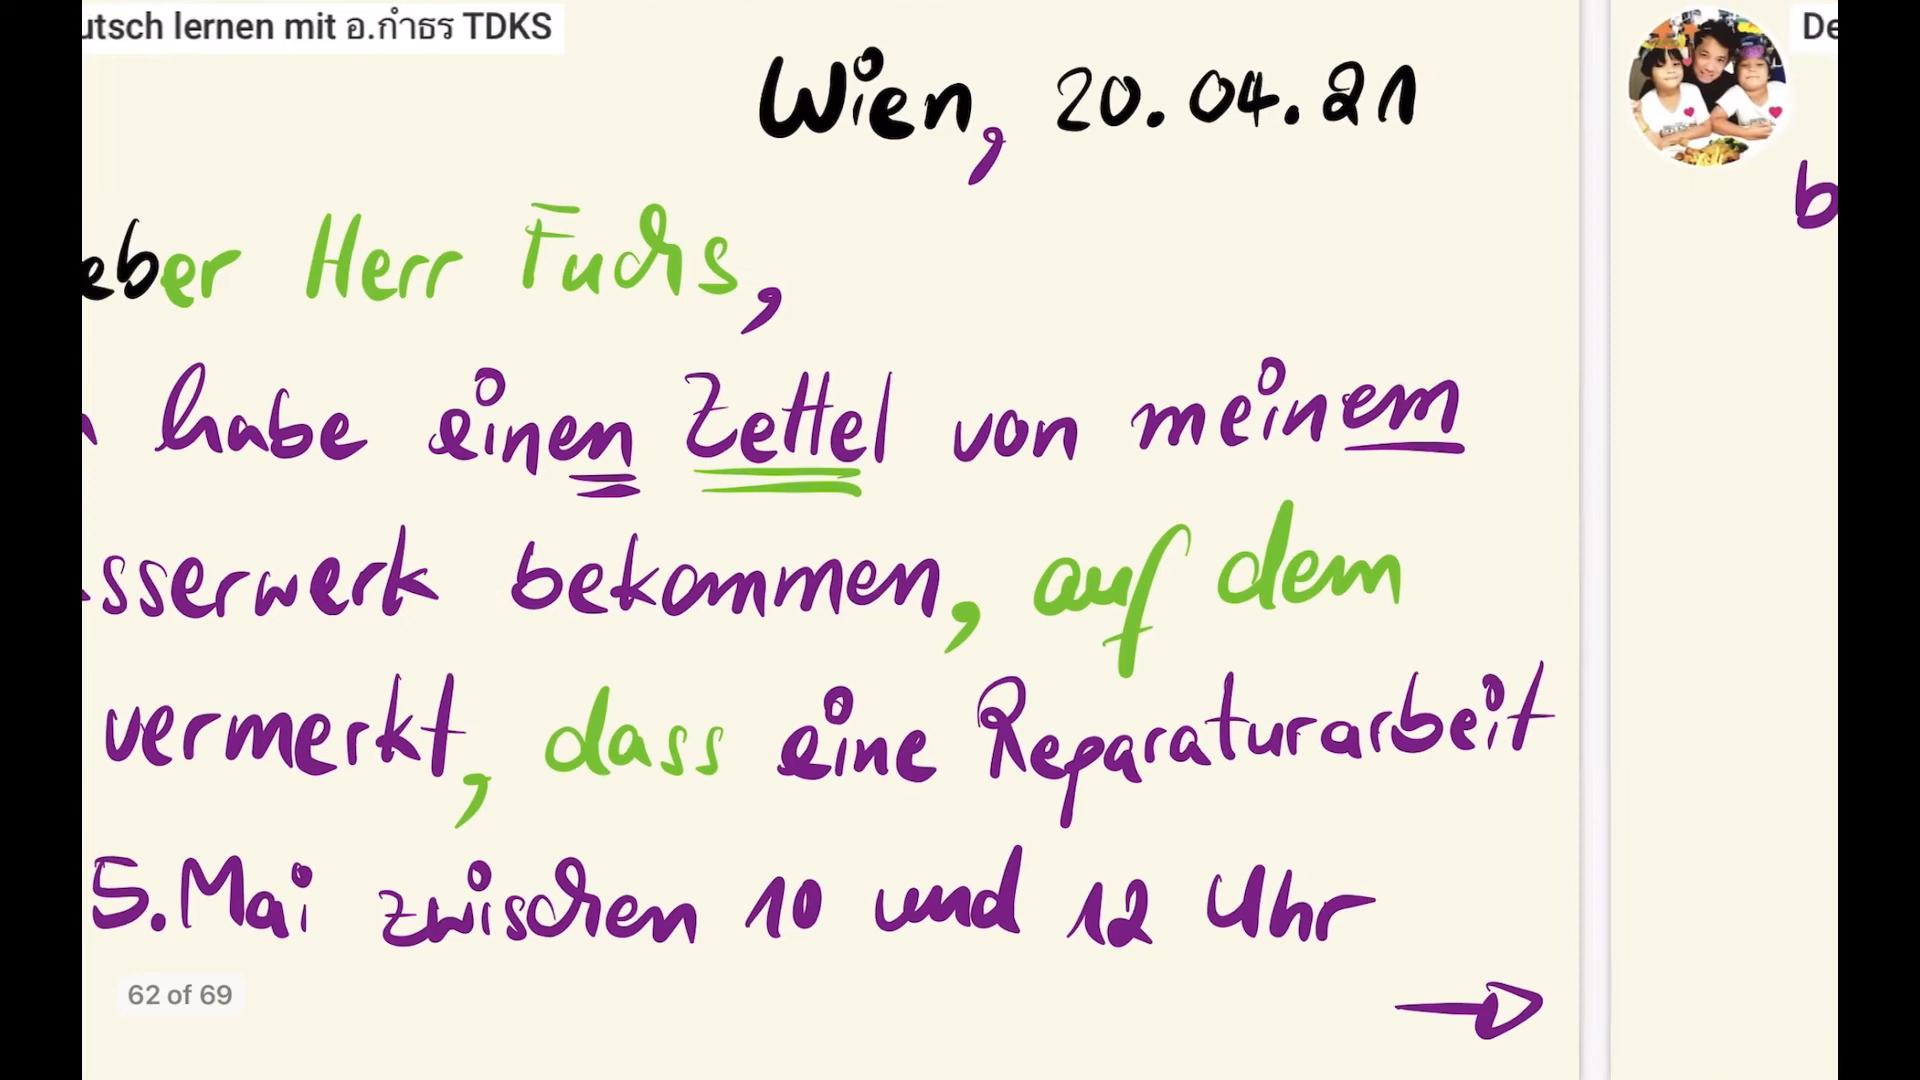 utsch lernen mit อ.กำธร TDKS
De
Wien, 20.04.21
b
eber Herr Fuchs,
habe einen Zettel von meinem
sserwerk bekommen, auf dem
vermerkt, dass eine Reparaturarbeit
5. Mai zwischen 10 und 12 Uhr
62 of 69